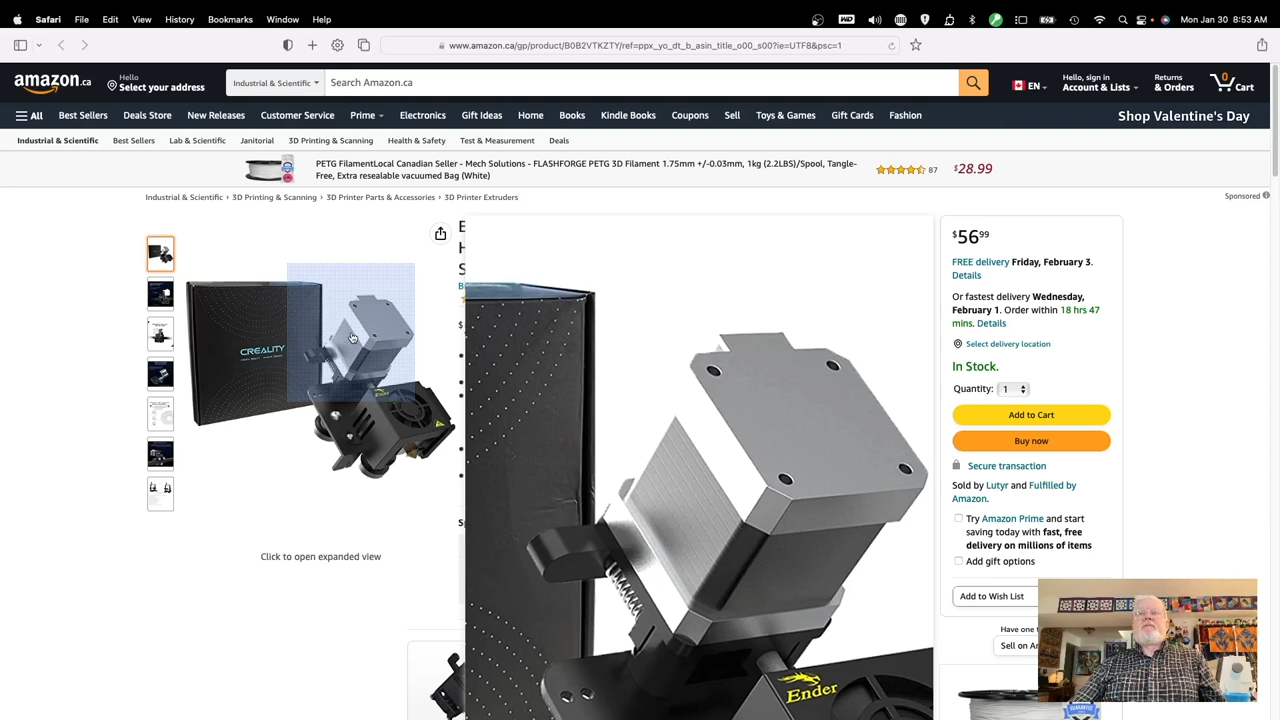 Safari File Edit View History Bookmarks Window Help
WD
Mon Jan 30 8:53 AM
www.amazon.ca/gp/product/B0B2VTKZTY/ref=ppx_yo_dt_b_asin_title_o00_s00?ie=UTF8&psc=1
amazon.ca
Hello
Select your address
Industrial & Scientific
Search Amazon.ca
EN
Hello, sign in
Account & Lists
Returns
& Orders
0
Cart
All Best Sellers Deals Store New Releases Customer Service Prime Electronics Gift Ideas Home Books Kindle Books Coupons Sell Toys & Games Gift Cards Fashion
Shop Valentine's Day
Industrial & Scientific Best Sellers Lab & Scientific Janitorial 3D Printing & Scanning Health & Safety Test & Measurement Deals
PETG FilamentLocal Canadian Seller - Mech Solutions - FLASHFORGE PETG 3D Filament 1.75mm +/-0.03mm, 1kg (2.2LBS)/Spool, Tangle-
Free, Extra resealable vacuumed Bag (White)
87
$28.99
Industrial & Scientific › 3D Printing & Scanning › 3D Printer Parts & Accessories › 3D Printer Extruders
Sponsored
E
H
S
B
$
Sp
CREALITY
Ender
Click to open expanded view
Ender
$56.99
FREE delivery Friday, February 3.
Details
Or fastest delivery Wednesday,
February 1. Order within 18 hrs 47
mins. Details
Select delivery location
In Stock.
Quantity: 1
Add to Cart
Buy now
Secure transaction
Sold by Lutyr and Fulfilled by
Amazon.
Try Amazon Prime and start
saving today with fast, free
delivery on millions of items
Add gift options
Add to Wish List
Have one
Sell on Am